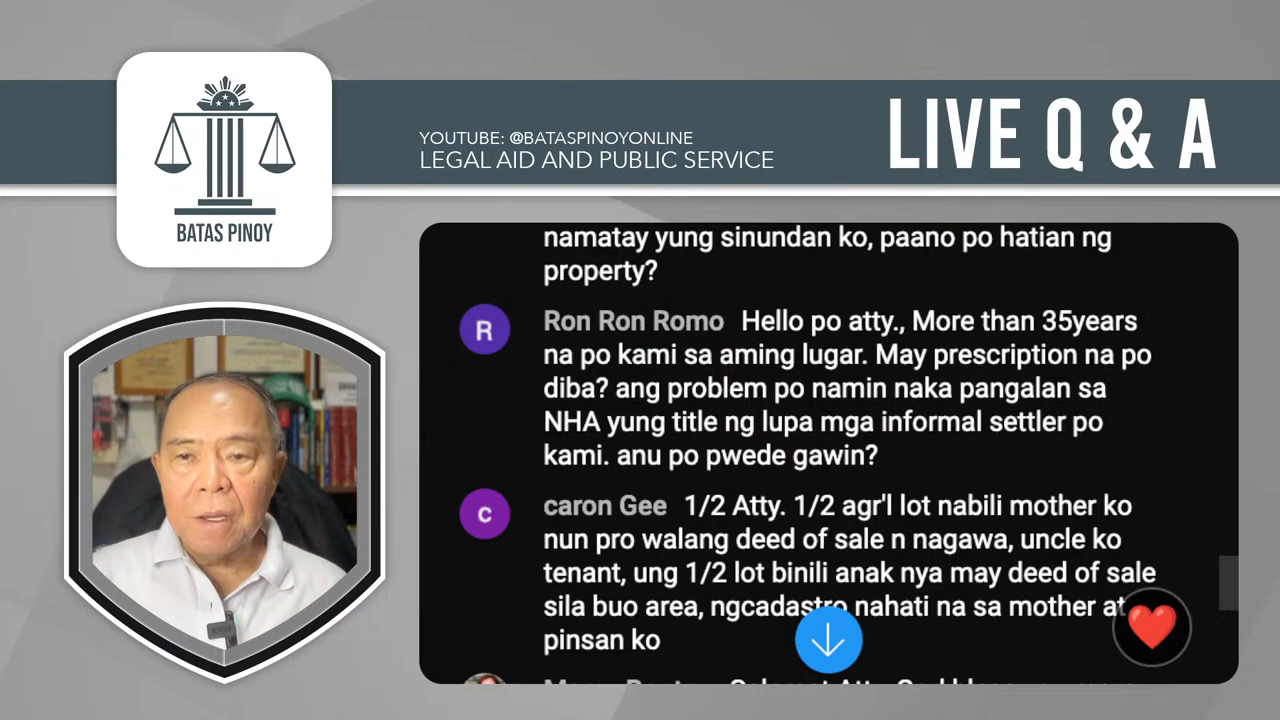 YOUTUBE: @BATASPINOYONLINE
LEGAL AID AND PUBLIC SERVICE
LIVE Q & A
BATAS PINOY
namatay yung sinundan ko, paano po hatian ng
property?
R
Ron Ron Romo Hello po atty., More than 35years
na po kami sa aming lugar. May prescription na po
diba? ang problem po namin naka pangalan sa
NHA yung title ng lupa mga informal settler po
kami. anu po pwede gawin?
c
caron Gee 1/2 Atty. 1/2 agr'l lot nabili mother ko
nun pro walang deed of sale n nagawa, uncle ko
tenant, ung 1/2 lot binili anak nya may deed of sale
sila buo area, ngcadastro nahati na sa mother at
pinsan ko